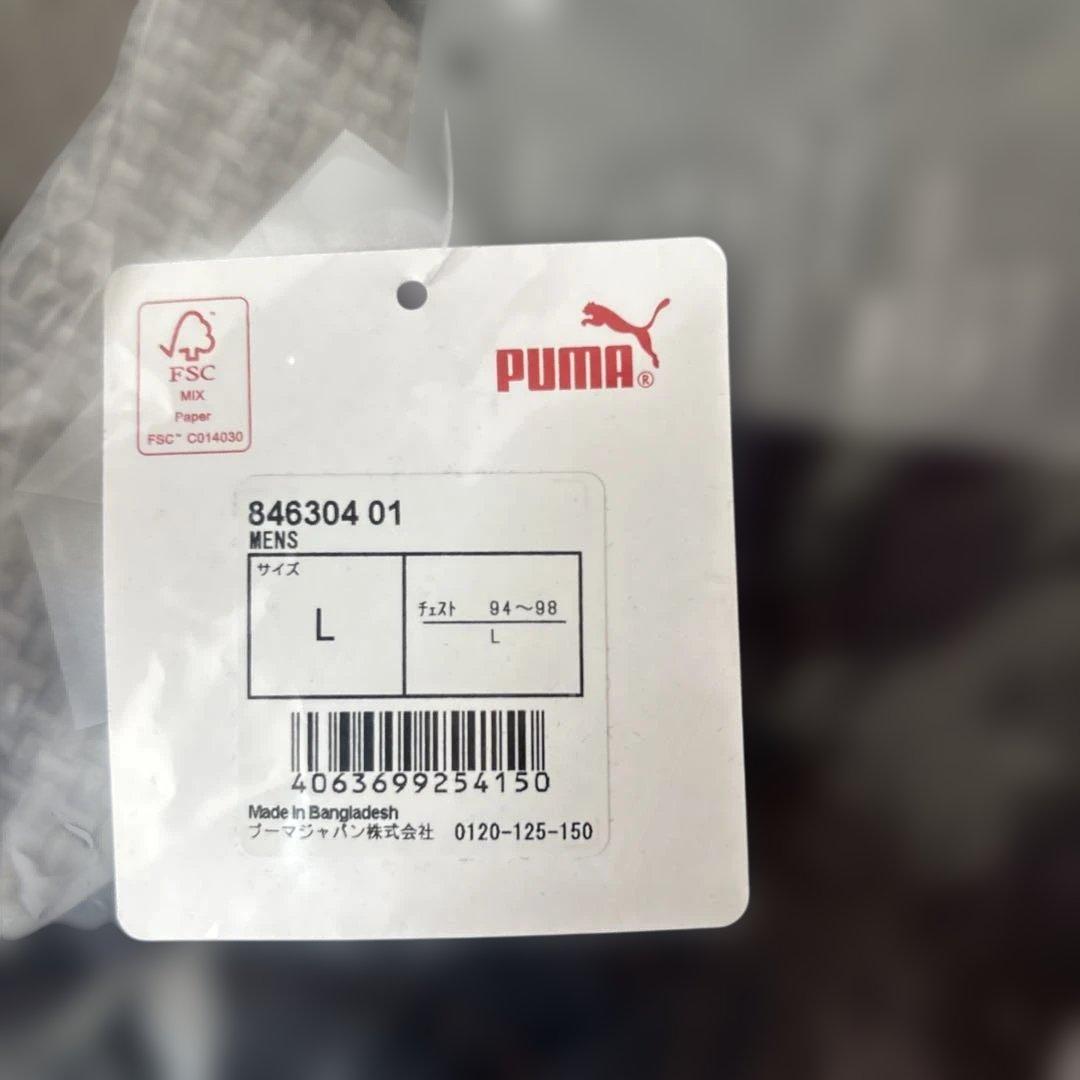 FSC
MIX
Paper
FSC™ C014030
PUMA®
846304 01
MENS
サイズ
L
ﾁｪｽﾄ 94～98
L
4063699254150
Made in Bangladesh
プーマジャパン株式会社 0120-125-150